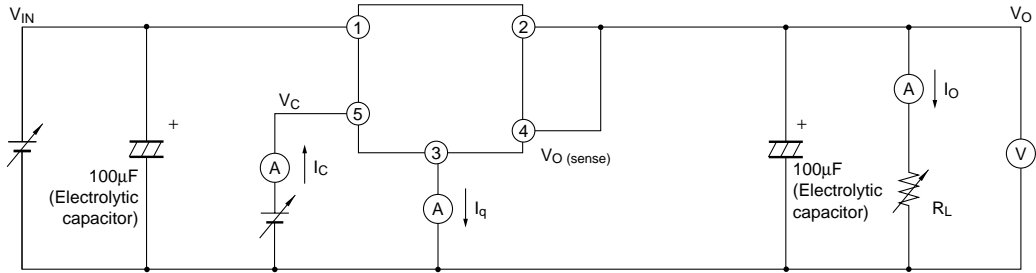 VIN
1
2
VO
A
IO
+
100μF
(Electrolytic
capacitor)
VC
5
4
VO (sense)
3
A
IC
A
Iq
+
100μF
(Electrolytic
capacitor)
RL
V